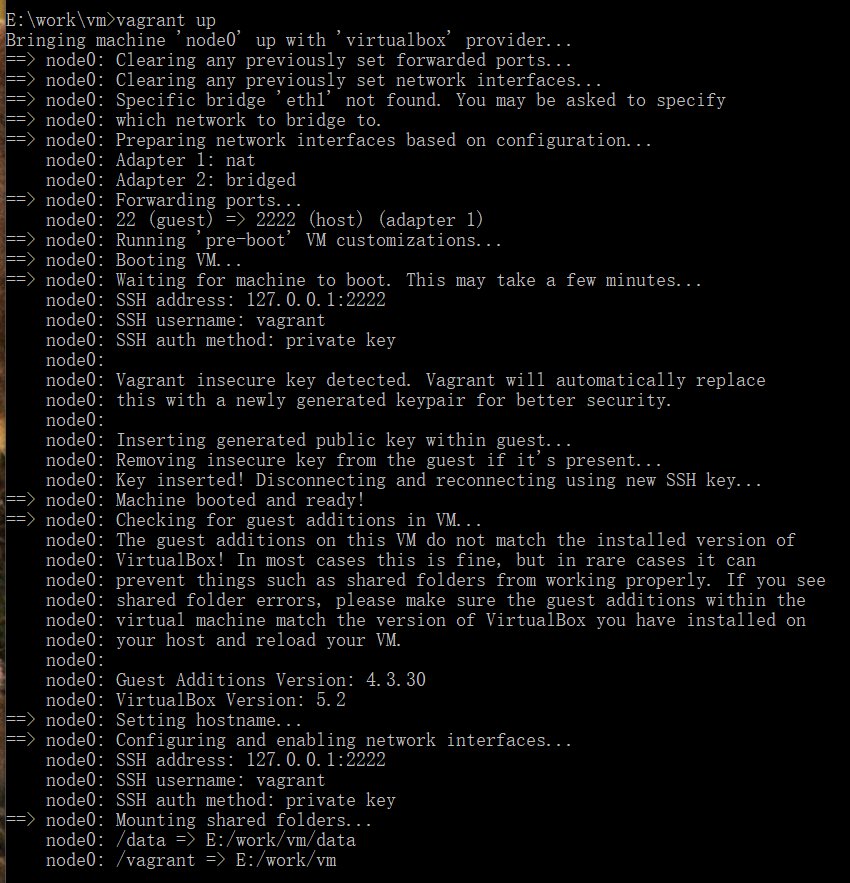 E:\work\vm>vagrant up
Bringing machine 'node0' up with 'virtualbox' provider...
==> node0: Clearing any previously set forwarded ports...
==> node0: Clearing any previously set network interfaces...
==> node0: Specific bridge 'eth1' not found. You may be asked to specify
==> node0: which network to bridge to.
==> node0: Preparing network interfaces based on configuration...
    node0: Adapter 1: nat
    node0: Adapter 2: bridged
==> node0: Forwarding ports...
    node0: 22 (guest) => 2222 (host) (adapter 1)
==> node0: Running 'pre-boot' VM customizations...
==> node0: Booting VM...
==> node0: Waiting for machine to boot. This may take a few minutes...
    node0: SSH address: 127.0.0.1:2222
    node0: SSH username: vagrant
    node0: SSH auth method: private key
    node0:
    node0: Vagrant insecure key detected. Vagrant will automatically replace
    node0: this with a newly generated keypair for better security.
    node0:
    node0: Inserting generated public key within guest...
    node0: Removing insecure key from the guest if it's present...
    node0: Key inserted! Disconnecting and reconnecting using new SSH key...
==> node0: Machine booted and ready!
==> node0: Checking for guest additions in VM...
    node0: The guest additions on this VM do not match the installed version of
    node0: VirtualBox! In most cases this is fine, but in rare cases it can
    node0: prevent things such as shared folders from working properly. If you see
    node0: shared folder errors, please make sure the guest additions within the
    node0: virtual machine match the version of VirtualBox you have installed on
    node0: your host and reload your VM.
    node0:
    node0: Guest Additions Version: 4.3.30
    node0: VirtualBox Version: 5.2
==> node0: Setting hostname...
==> node0: Configuring and enabling network interfaces...
    node0: SSH address: 127.0.0.1:2222
    node0: SSH username: vagrant
    node0: SSH auth method: private key
==> node0: Mounting shared folders...
    node0: /data => E:/work/vm/data
    node0: /vagrant => E:/work/vm